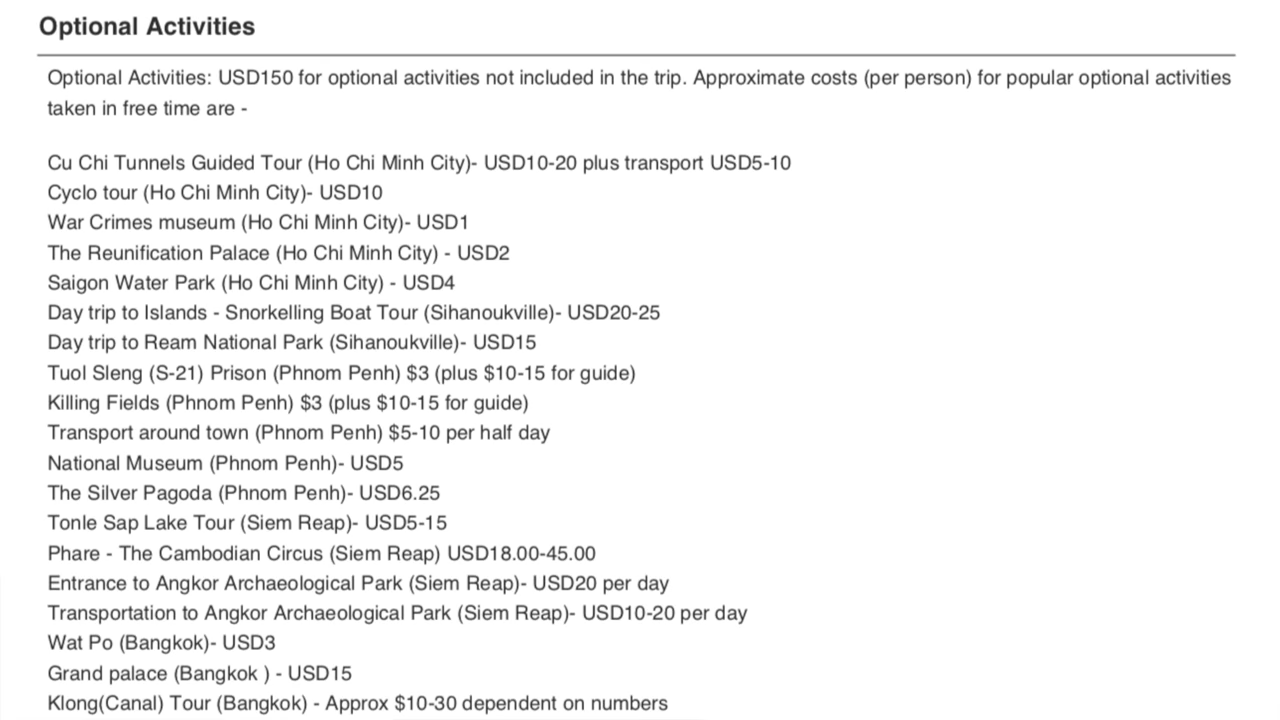 Optional Activities
Optional Activities: USD150 for optional activities not included in the trip. Approximate costs (per person) for popular optional activities
taken in free time are -
Cu Chi Tunnels Guided Tour (Ho Chi Minh City)- USD10-20 plus transport USD5-10
Cyclo tour (Ho Chi Minh City)- USD10
War Crimes museum (Ho Chi Minh City)- USD1
The Reunification Palace (Ho Chi Minh City) - USD2
Saigon Water Park (Ho Chi Minh City) - USD4
Day trip to Islands - Snorkelling Boat Tour (Sihanoukville)- USD20-25
Day trip to Ream National Park (Sihanoukville)- USD15
Tuol Sleng (S-21) Prison (Phnom Penh) $3 (plus $10-15 for guide)
Killing Fields (Phnom Penh) $3 (plus $10-15 for guide)
Transport around town (Phnom Penh) $5-10 per half day
National Museum (Phnom Penh)- USD5
The Silver Pagoda (Phnom Penh)- USD6.25
Tonle Sap Lake Tour (Siem Reap)- USD5-15
Phare - The Cambodian Circus (Siem Reap) USD18.00-45.00
Entrance to Angkor Archaeological Park (Siem Reap)- USD20 per day
Transportation to Angkor Archaeological Park (Siem Reap)- USD10-20 per day
Wat Po (Bangkok)- USD3
Grand palace (Bangkok ) - USD15
Klong(Canal) Tour (Bangkok) - Approx $10-30 dependent on numbers